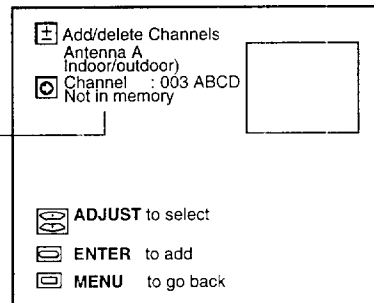 Add/delete Channels
Antenna A
Indoor/outdoor)
Channel : 003 ABCD
Not in memory
ADJUST to select
ENTER to add
MENU to go back